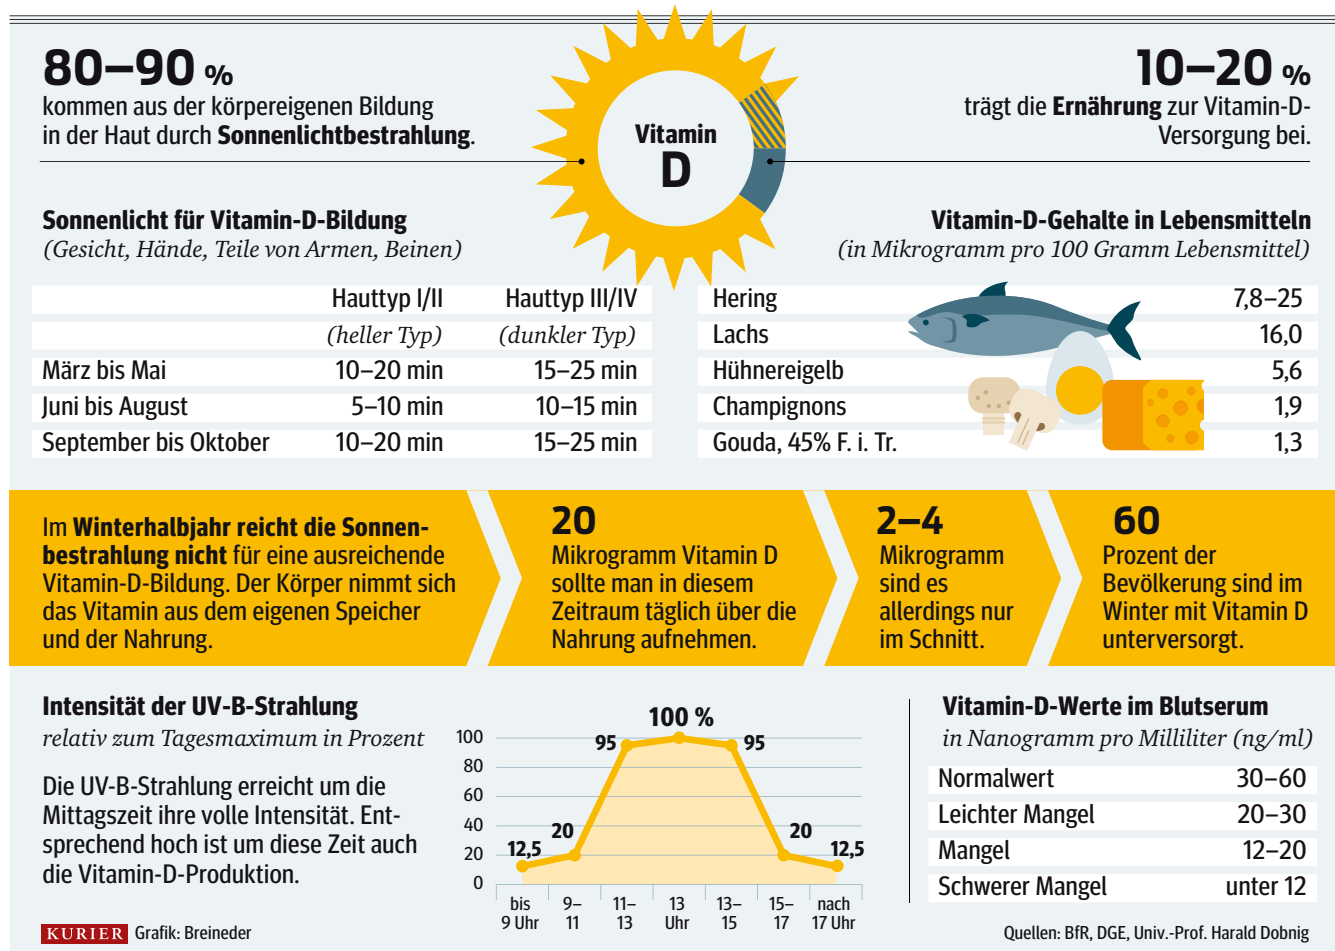 80–90 %
kommen aus der körpereigenen Bildung
in der Haut durch Sonnenlichtbestrahlung.
Vitamin
D
10–20 %
trägt die Ernährung zur Vitamin-D-
Versorgung bei.
Sonnenlicht für Vitamin-D-Bildung
(Gesicht, Hände, Teile von Armen, Beinen)
Hauttyp I/II Hauttyp III/IV
(heller Typ) (dunkler Typ)
März bis Mai 10–20 min 15–25 min
Juni bis August 5–10 min 10–15 min
September bis Oktober 10–20 min 15–25 min
Vitamin-D-Gehalte in Lebensmitteln
(in Mikrogramm pro 100 Gramm Lebensmittel)
Hering 7,8–25
Lachs 16,0
Hühnereigelb 5,6
Champignons 1,9
Gouda, 45% F. i. Tr. 1,3
Im Winterhalbjahr reicht die Sonnen-
bestrahlung nicht für eine ausreichende
Vitamin-D-Bildung. Der Körper nimmt sich
das Vitamin aus dem eigenen Speicher
und der Nahrung.
20
Mikrogramm Vitamin D
sollte man in diesem
Zeitraum täglich über die
Nahrung aufnehmen.
2–4
Mikrogramm
sind es
allerdings nur
im Schnitt.
60
Prozent der
Bevölkerung sind im
Winter mit Vitamin D
unterversorgt.
Intensität der UV-B-Strahlung
relativ zum Tagesmaximum in Prozent
Die UV-B-Strahlung erreicht um die
Mittagszeit ihre volle Intensität. Ent-
sprechend hoch ist um diese Zeit auch
die Vitamin-D-Produktion.
100
80
60
40
20
0
12,5
20
95
100 %
95
20
12,5
bis
9 Uhr
9–
11
11–
13
13
Uhr
13–
15
15–
17
nach
17 Uhr
Vitamin-D-Werte im Blutserum
in Nanogramm pro Milliliter (ng/ml)
Normalwert 30–60
Leichter Mangel 20–30
Mangel 12–20
Schwerer Mangel unter 12
KURIER Grafik: Breineder
Quellen: BfR, DGE, Univ.-Prof. Harald Dobnig